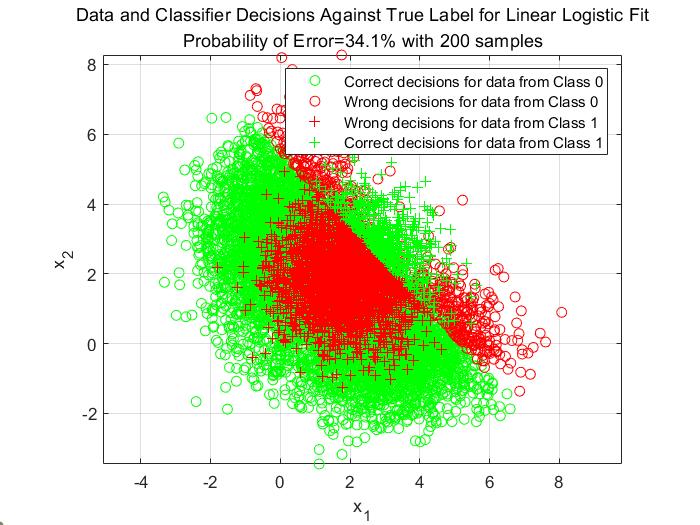 Data and Classifier Decisions Against True Label for Linear Logistic Fit
Probability of Error=34.1% with 200 samples
Correct decisions for data from Class 0
Wrong decisions for data from Class 0
Wrong decisions for data from Class 1
Correct decisions for data from Class 1
8
6
4
2
0
-2
x2
-4 -2 0 2 4 6 8
x1